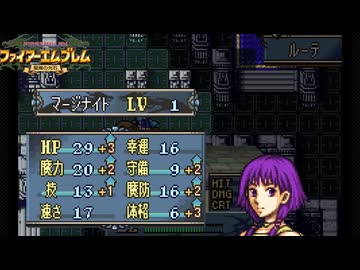 ファイアーエムブレム
ルーテ
マージナイト LV 1
HP 29 +3 幸運 16
魔力 20 +2 守備 9 +2
技 13 +1 魔防 16 +2
速さ 17 体格 6 +3
HIT
DMG
CRT